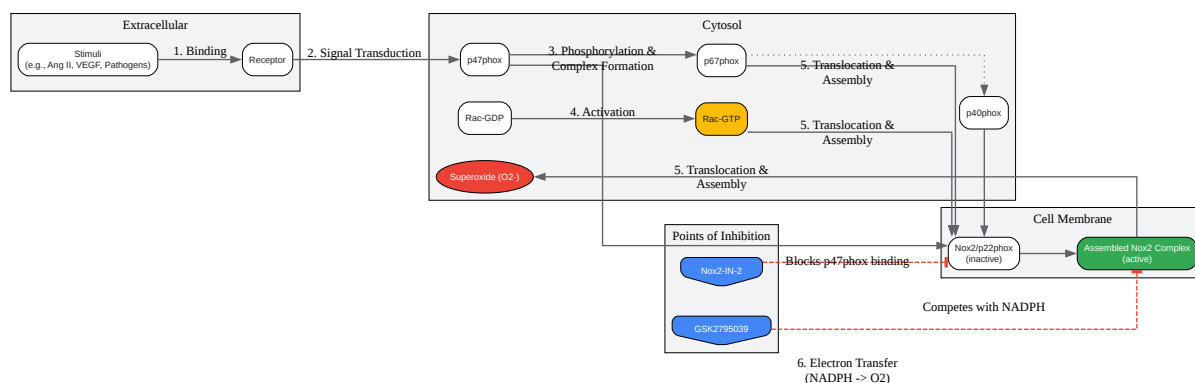 Extracellular
Stimuli
(e.g., Ang II, VEGF, Pathogens)
1. Binding
Receptor
2. Signal Transduction
Cytosol
p47phox
3. Phosphorylation &
Complex Formation
p67phox
5. Translocation &
Assembly
p40phox
Rac-GDP
4. Activation
Rac-GTP
5. Translocation &
Assembly
Superoxide (O2-)
5. Translocation &
Assembly
Cell Membrane
Nox2/p22phox
(inactive)
Assembled Nox2 Complex
(active)
Points of Inhibition
Nox2-IN-2
Blocks p47phox binding
GSK2795039
Competes with NADPH
6. Electron Transfer
(NADPH -> O2)